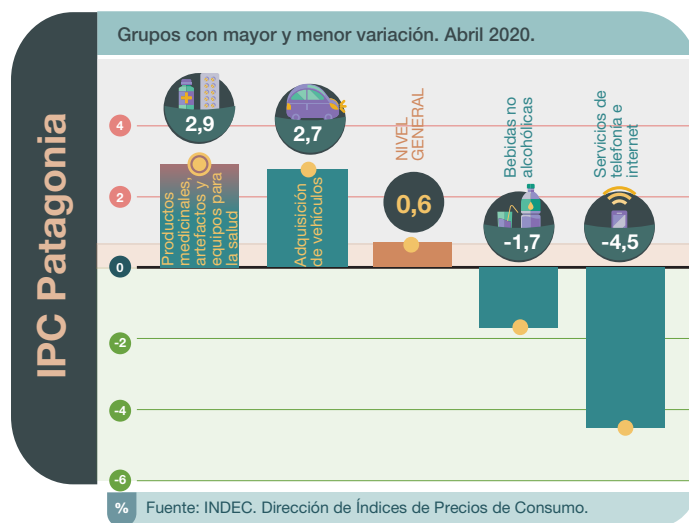 IPC Patagonia
Grupos con mayor y menor variación. Abril 2020.
4
2
0
-2
-4
-6
%
2,9
Productos
medicinales,
artefactos y
equipos para
la salud
2,7
Adquisición
de vehículos
NIVEL
GENERAL
0,6
Bebidas no
alcohólicas
-1,7
Servicios de
telefonía e
internet
-4,5
Fuente: INDEC. Dirección de Índices de Precios de Consumo.